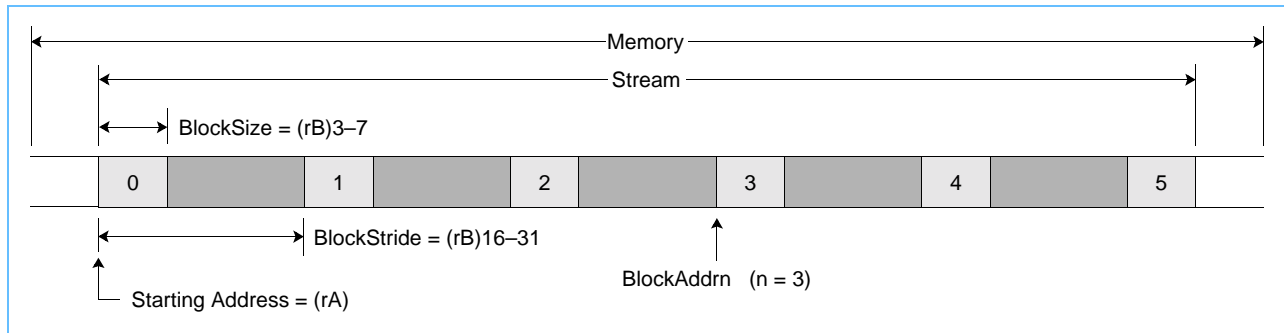 Memory
Stream
BlockSize = (rB)3–7
0 1 2 3 4 5
BlockStride = (rB)16–31
BlockAddrn (n = 3)
Starting Address = (rA)